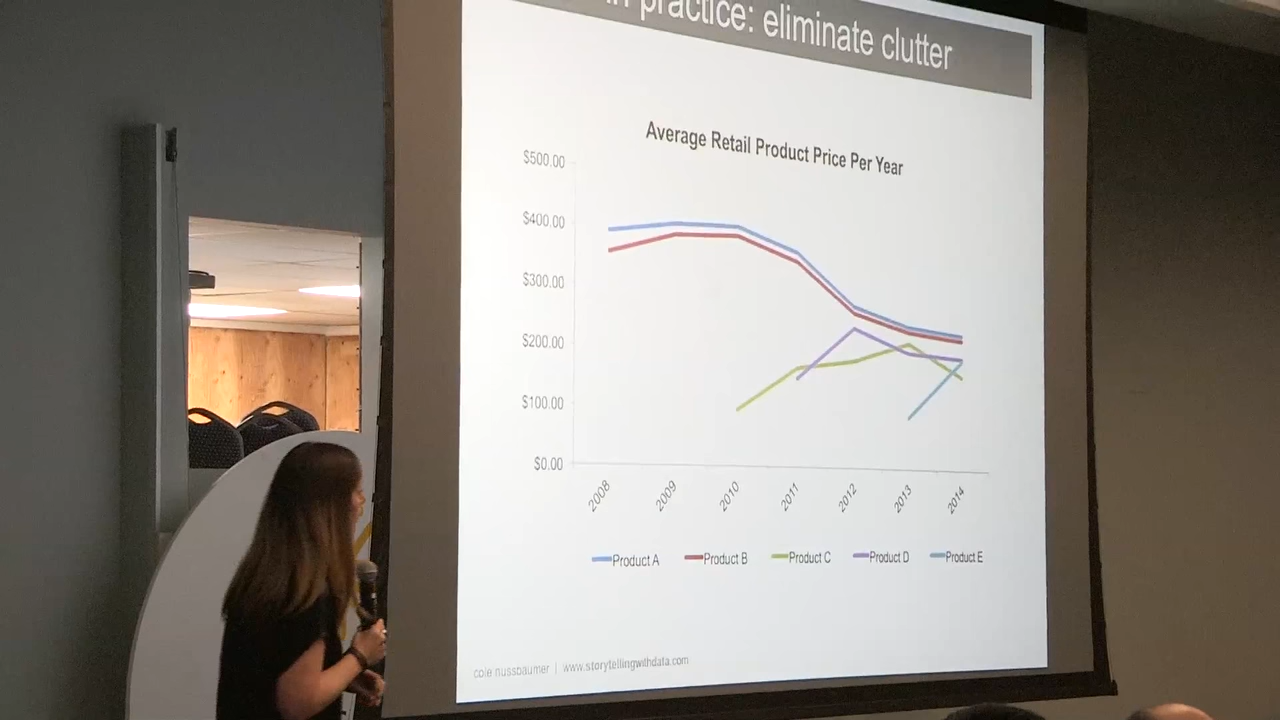 in practice: eliminate clutter
Average Retail Product Price Per Year
$500.00
$400.00
$300.00
$200.00
$100.00
$0.00
2008 2009 2010 2011 2012 2013 2014
Product A Product B Product C Product D Product E
cole nussbaumer | www.storytellingwithdata.com